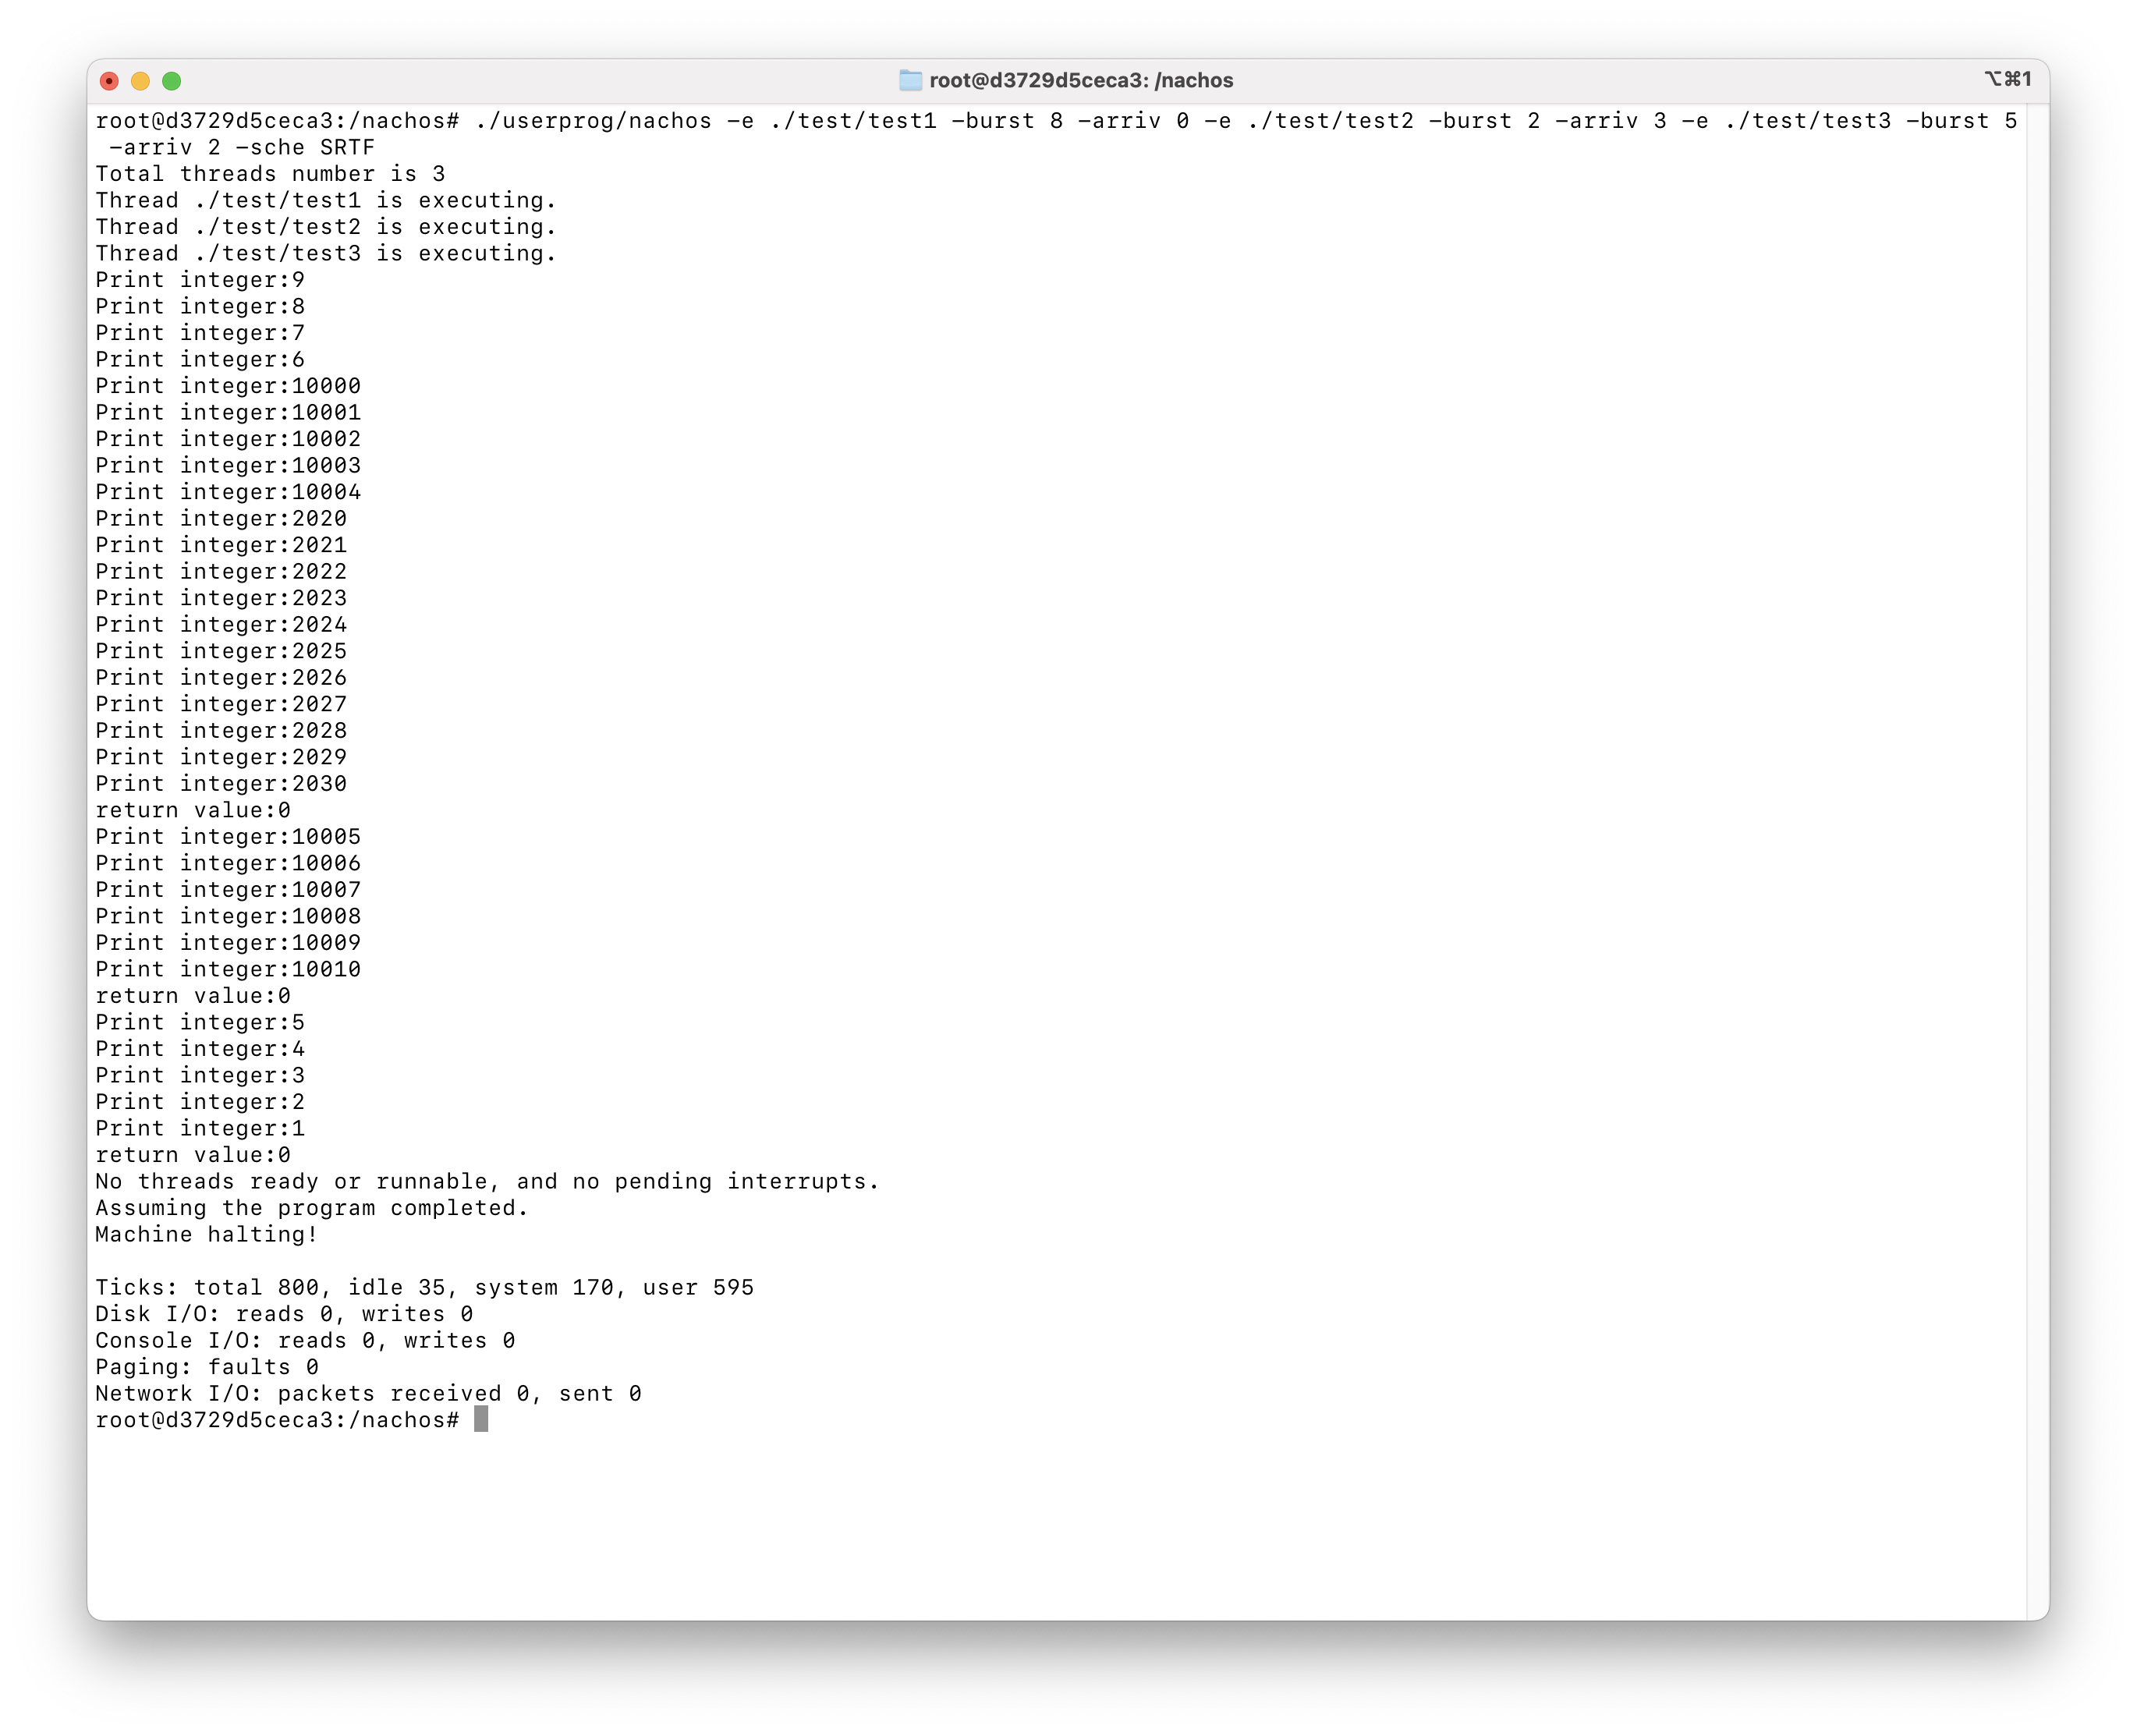 root@d3729d5ceca3: /nachos
⌥⌘1
root@d3729d5ceca3:/nachos# ./userprog/nachos -e ./test/test1 -burst 8 -arriv 0 -e ./test/test2 -burst 2 -arriv 3 -e ./test/test3 -burst 5
-arriv 2 -sche SRTF
Total threads number is 3
Thread ./test/test1 is executing.
Thread ./test/test2 is executing.
Thread ./test/test3 is executing.
Print integer:9
Print integer:8
Print integer:7
Print integer:6
Print integer:10000
Print integer:10001
Print integer:10002
Print integer:10003
Print integer:10004
Print integer:2020
Print integer:2021
Print integer:2022
Print integer:2023
Print integer:2024
Print integer:2025
Print integer:2026
Print integer:2027
Print integer:2028
Print integer:2029
Print integer:2030
return value:0
Print integer:10005
Print integer:10006
Print integer:10007
Print integer:10008
Print integer:10009
Print integer:10010
return value:0
Print integer:5
Print integer:4
Print integer:3
Print integer:2
Print integer:1
return value:0
No threads ready or runnable, and no pending interrupts.
Assuming the program completed.
Machine halting!
Ticks: total 800, idle 35, system 170, user 595
Disk I/O: reads 0, writes 0
Console I/O: reads 0, writes 0
Paging: faults 0
Network I/O: packets received 0, sent 0
root@d3729d5ceca3:/nachos#